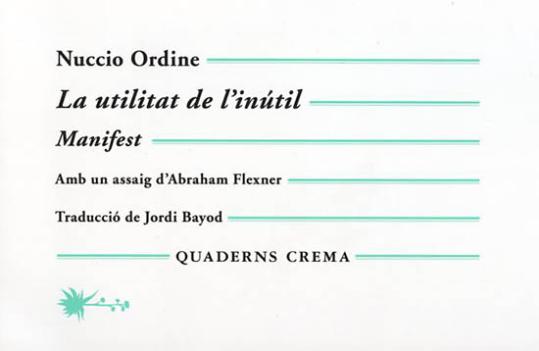 Nuccio Ordine
La utilitat de l'inútil
Manifest
Amb un assaig d'Abraham Flexner
Traducció de Jordi Bayod
QUADERNS CREMA